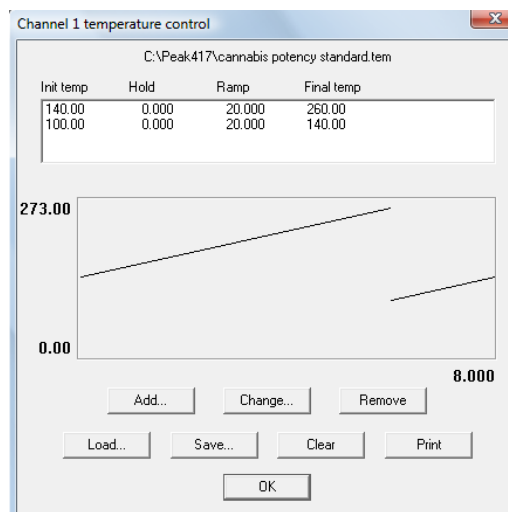 Channel 1 temperature control
C:\Peak417\cannabis potency standard.tem
Init temp Hold Ramp Final temp
140.00 0.000 20.000 260.00
100.00 0.000 20.000 140.00
273.00
0.00
8.000
Add... Change... Remove
Load... Save... Clear Print
OK